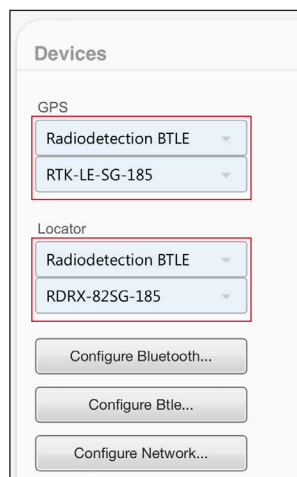 Devices
GPS
Radiodetection BTLE
RTK-LE-SG-185
Locator
Radiodetection BTLE
RDRX-82SG-185
Configure Bluetooth...
Configure Btle...
Configure Network...